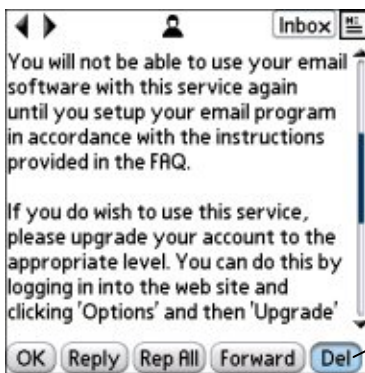 Inbox
You will not be able to use your email
software with this service again
until you setup your email program
in accordance with the instructions
provided in the FAQ.
If you do wish to use this service,
please upgrade your account to the
appropriate level. You can do this by
logging in into the web site and
clicking 'Options' and then 'Upgrade'
OK Reply Rep All Forward Del